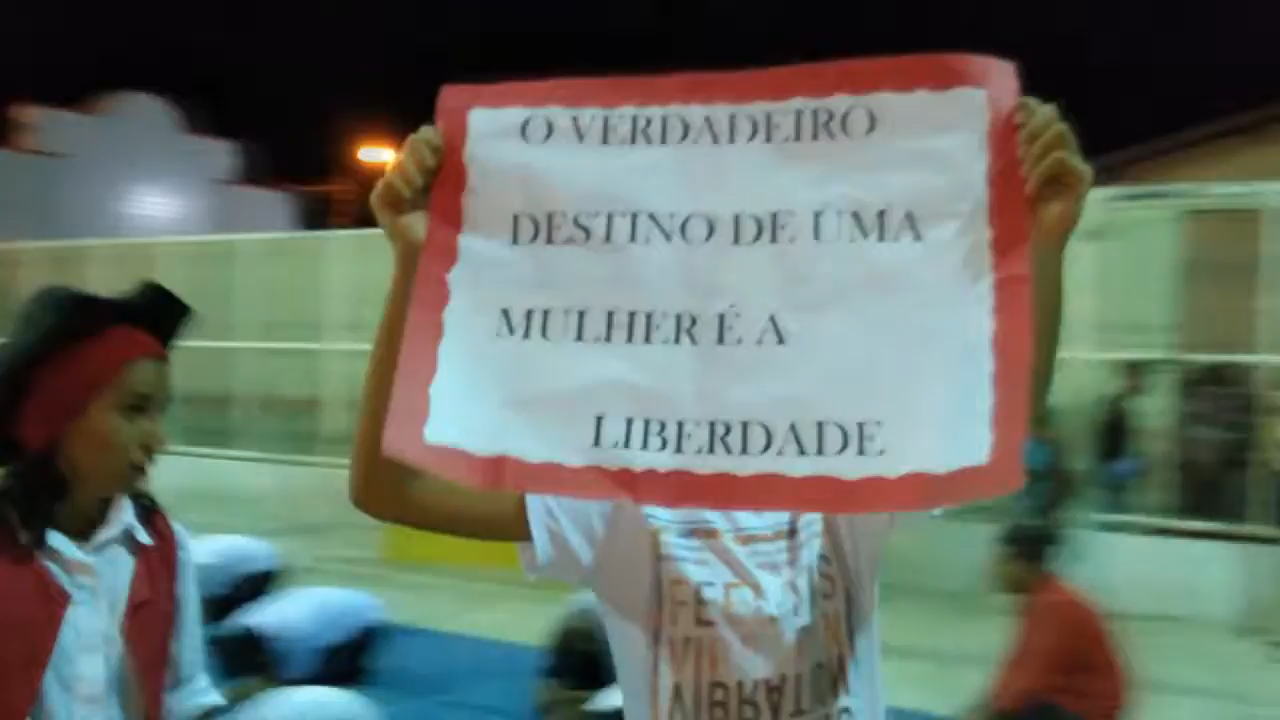 O VERDADEIRO
DESTINO DE UMA
MULHER É A
LIBERDADE